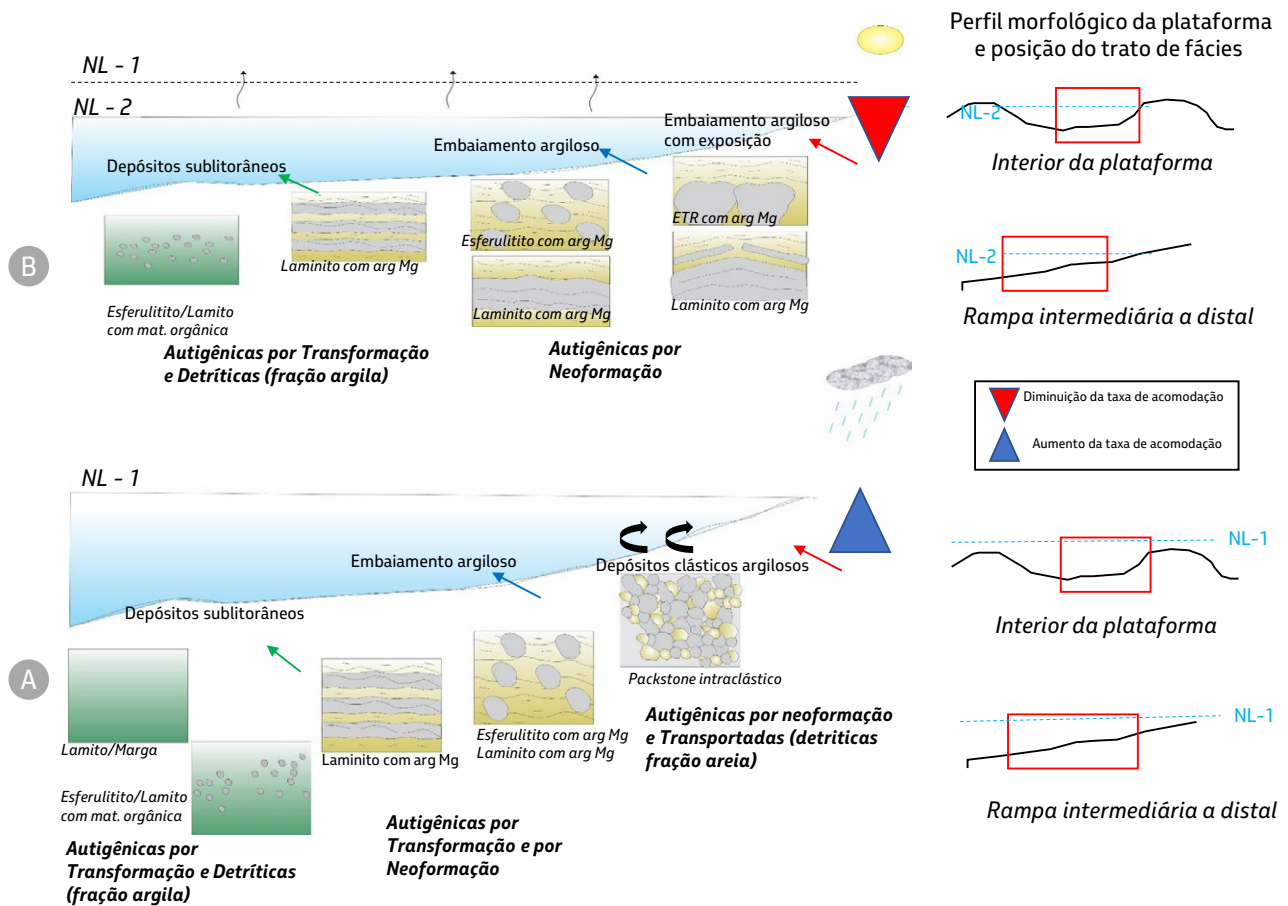 NL - 1
NL - 2
Depósitos sublitorâneos
Embaiamento argiloso
Embaiamento argiloso
com exposição
Esferulitito/Lamito
com mat. orgânica
Laminito com arg Mg
Esferulitito com arg Mg
Laminito com arg Mg
ETR com arg Mg
Laminito com arg Mg
B
Autigênicas por Transformação
e Detríticas (fração argila)
Autigênicas por
Neoformação
Perfil morfológico da plataforma
e posição do trato de fácies
NL-2
Interior da plataforma
NL-2
Rampa intermediária a distal
Diminuição da taxa de acomodação
Aumento da taxa de acomodação
NL - 1
Embaiamento argiloso
Depósitos clásticos argilosos
Depósitos sublitorâneos
A
Lamito/Marga
Esferulitito/Lamito
com mat. orgânica
Laminito com arg Mg
Esferulitito com arg Mg
Laminito com arg Mg
Packstone intraclástico
Autigênicas por
Transformação e Detríticas
(fração argila)
Autigênicas por
Transformação e por
Neoformação
Autigênicas por neoformação
e Transportadas (detriticas
fração areia)
NL-1
Interior da plataforma
NL-1
Rampa intermediária a distal